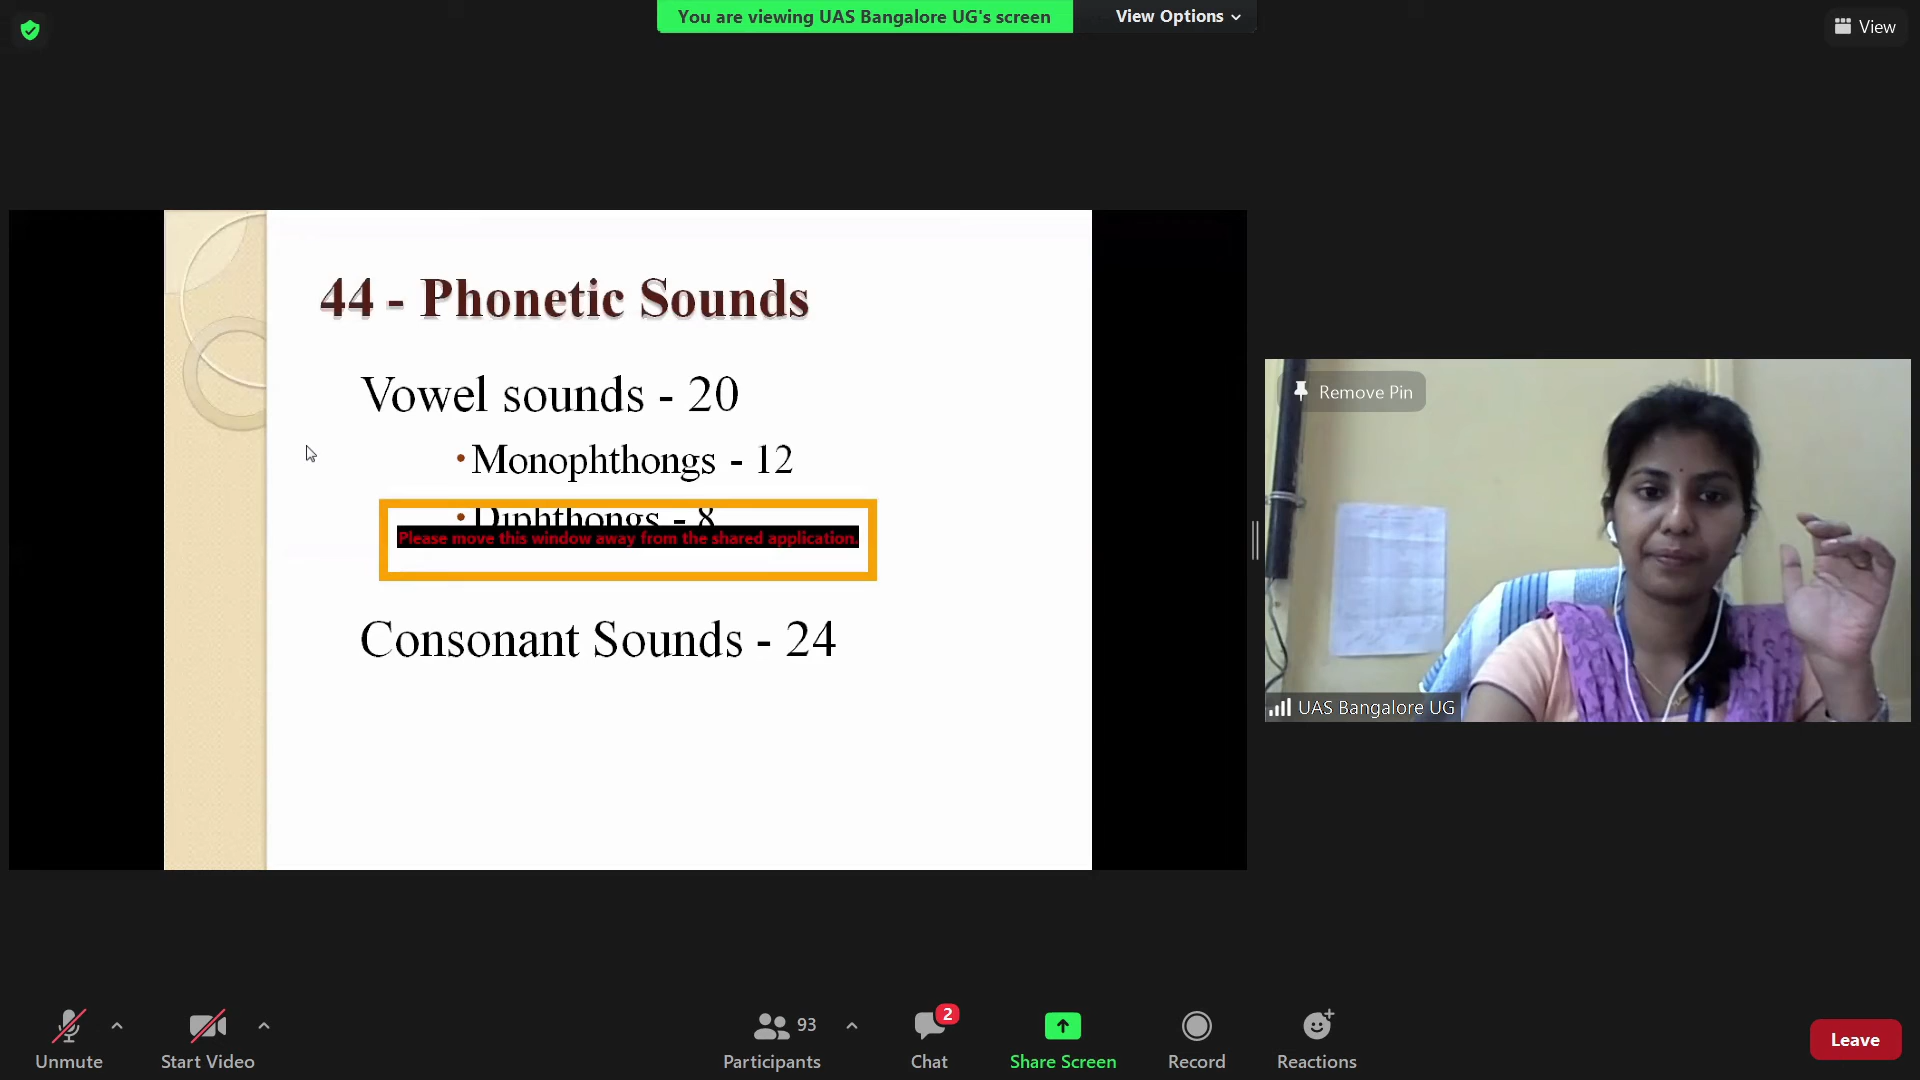 You are viewing UAS Bangalore UG's screen
View Options
View
44 - Phonetic Sounds
Vowel sounds - 20
•Monophthongs - 12
•Diphthongs - 8
Please move this window away from the shared application.
Consonant Sounds - 24
Remove Pin
UAS Bangalore UG
Unmute
Start Video
93
Participants
2
Chat
Share Screen
Record
Reactions
Leave